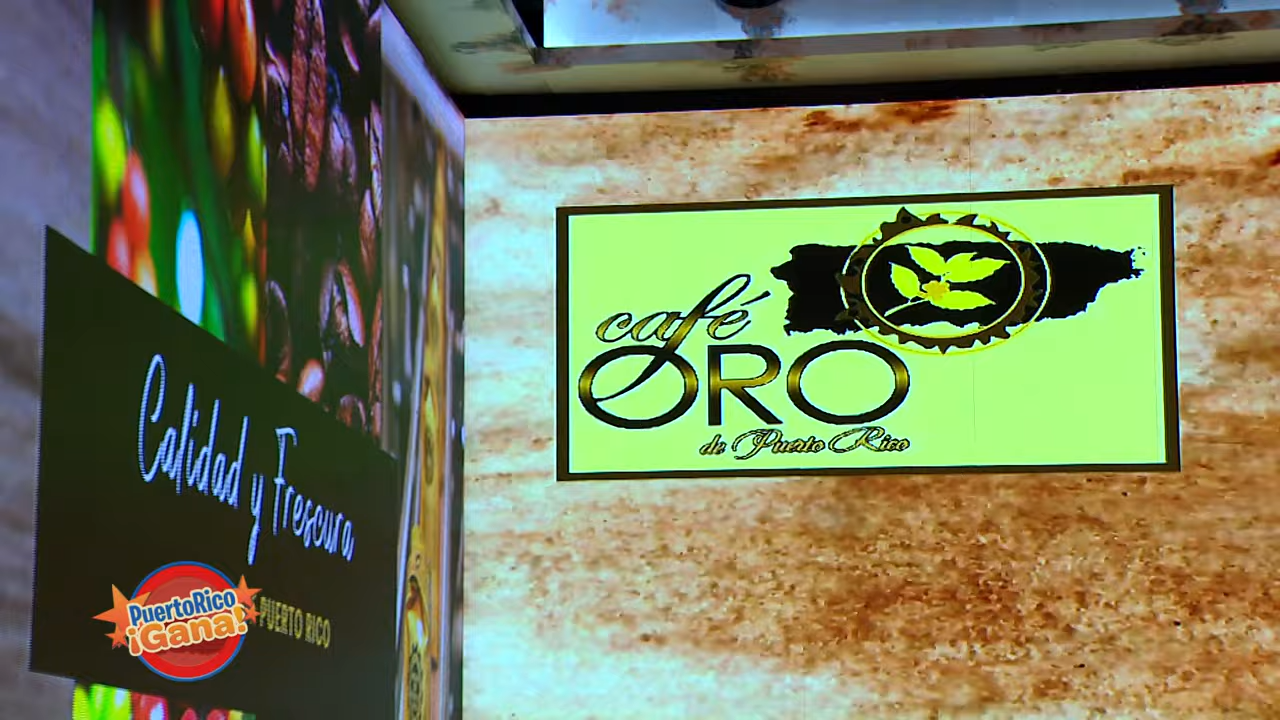 café
ORO
de Puerto Rico
Calidad y Frescura
PUERTO RICO
PuertoRico
¡Gana!